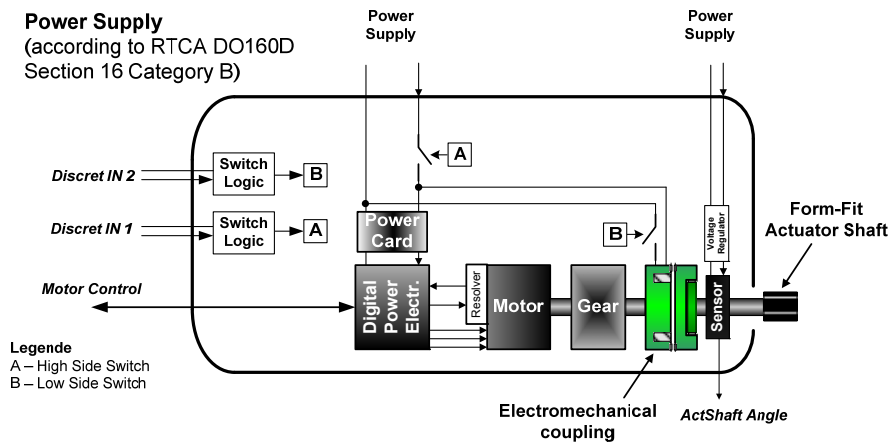 Power Supply
(according to RTCA DO160D
Section 16 Category B)
Power
Supply
Power
Supply
Discret IN 2
Switch
Logic
B
A
Discret IN 1
Switch
Logic
A
Power
Card
B
Voltage
Regulator
Form-Fit
Actuator Shaft
Motor Control
Digital
Power
Electr.
Resolver
Motor
Gear
Sensor
Legende
A – High Side Switch
B – Low Side Switch
Electromechanical
coupling
ActShaft Angle